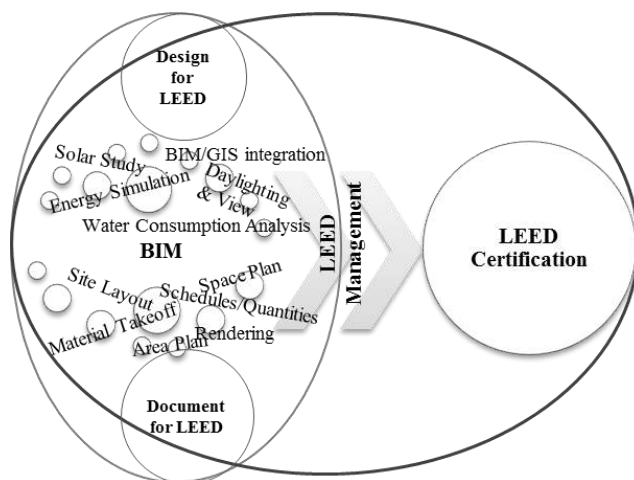 Design
for
LEED
Solar Study
BIM/GIS integration
Energy Simulation
Daylighting
& View
Water Consumption Analysis
BIM
LEED
Management
LEED
Certification
Site Layout
Space Plan
Schedules/Quantities
Material Takeoff
Rendering
Area Plan
Document
for LEED